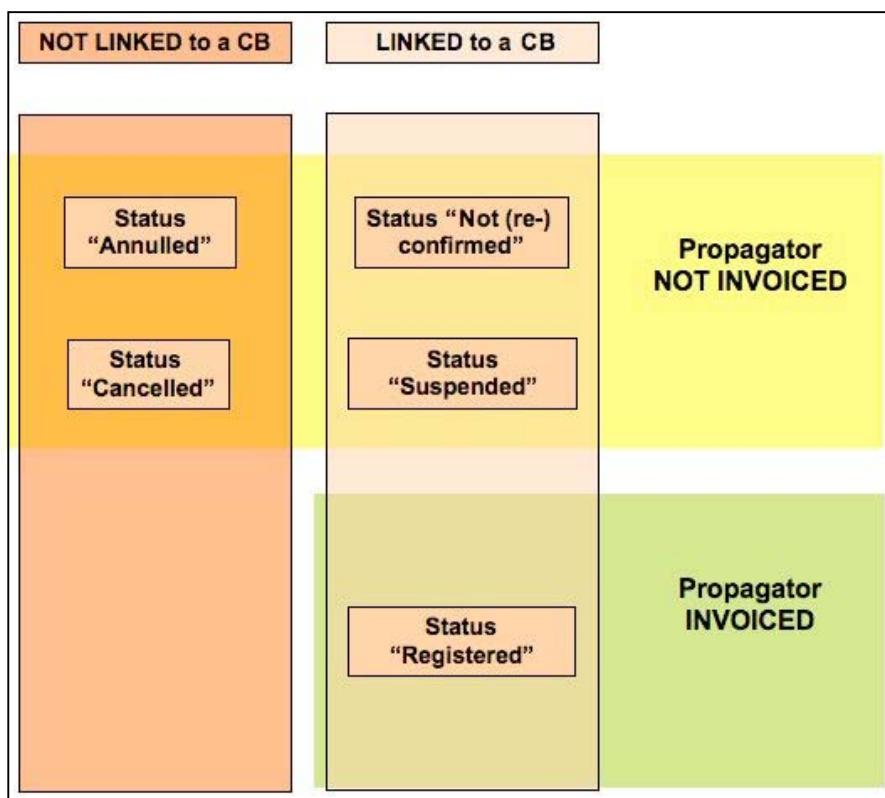 NOT LINKED to a CB
LINKED to a CB
Status
“Annulled”
Status “Not (re-)
confirmed”
Propagator
NOT INVOICED
Status
“Cancelled”
Status
“Suspended”
Propagator
INVOICED
Status
“Registered”